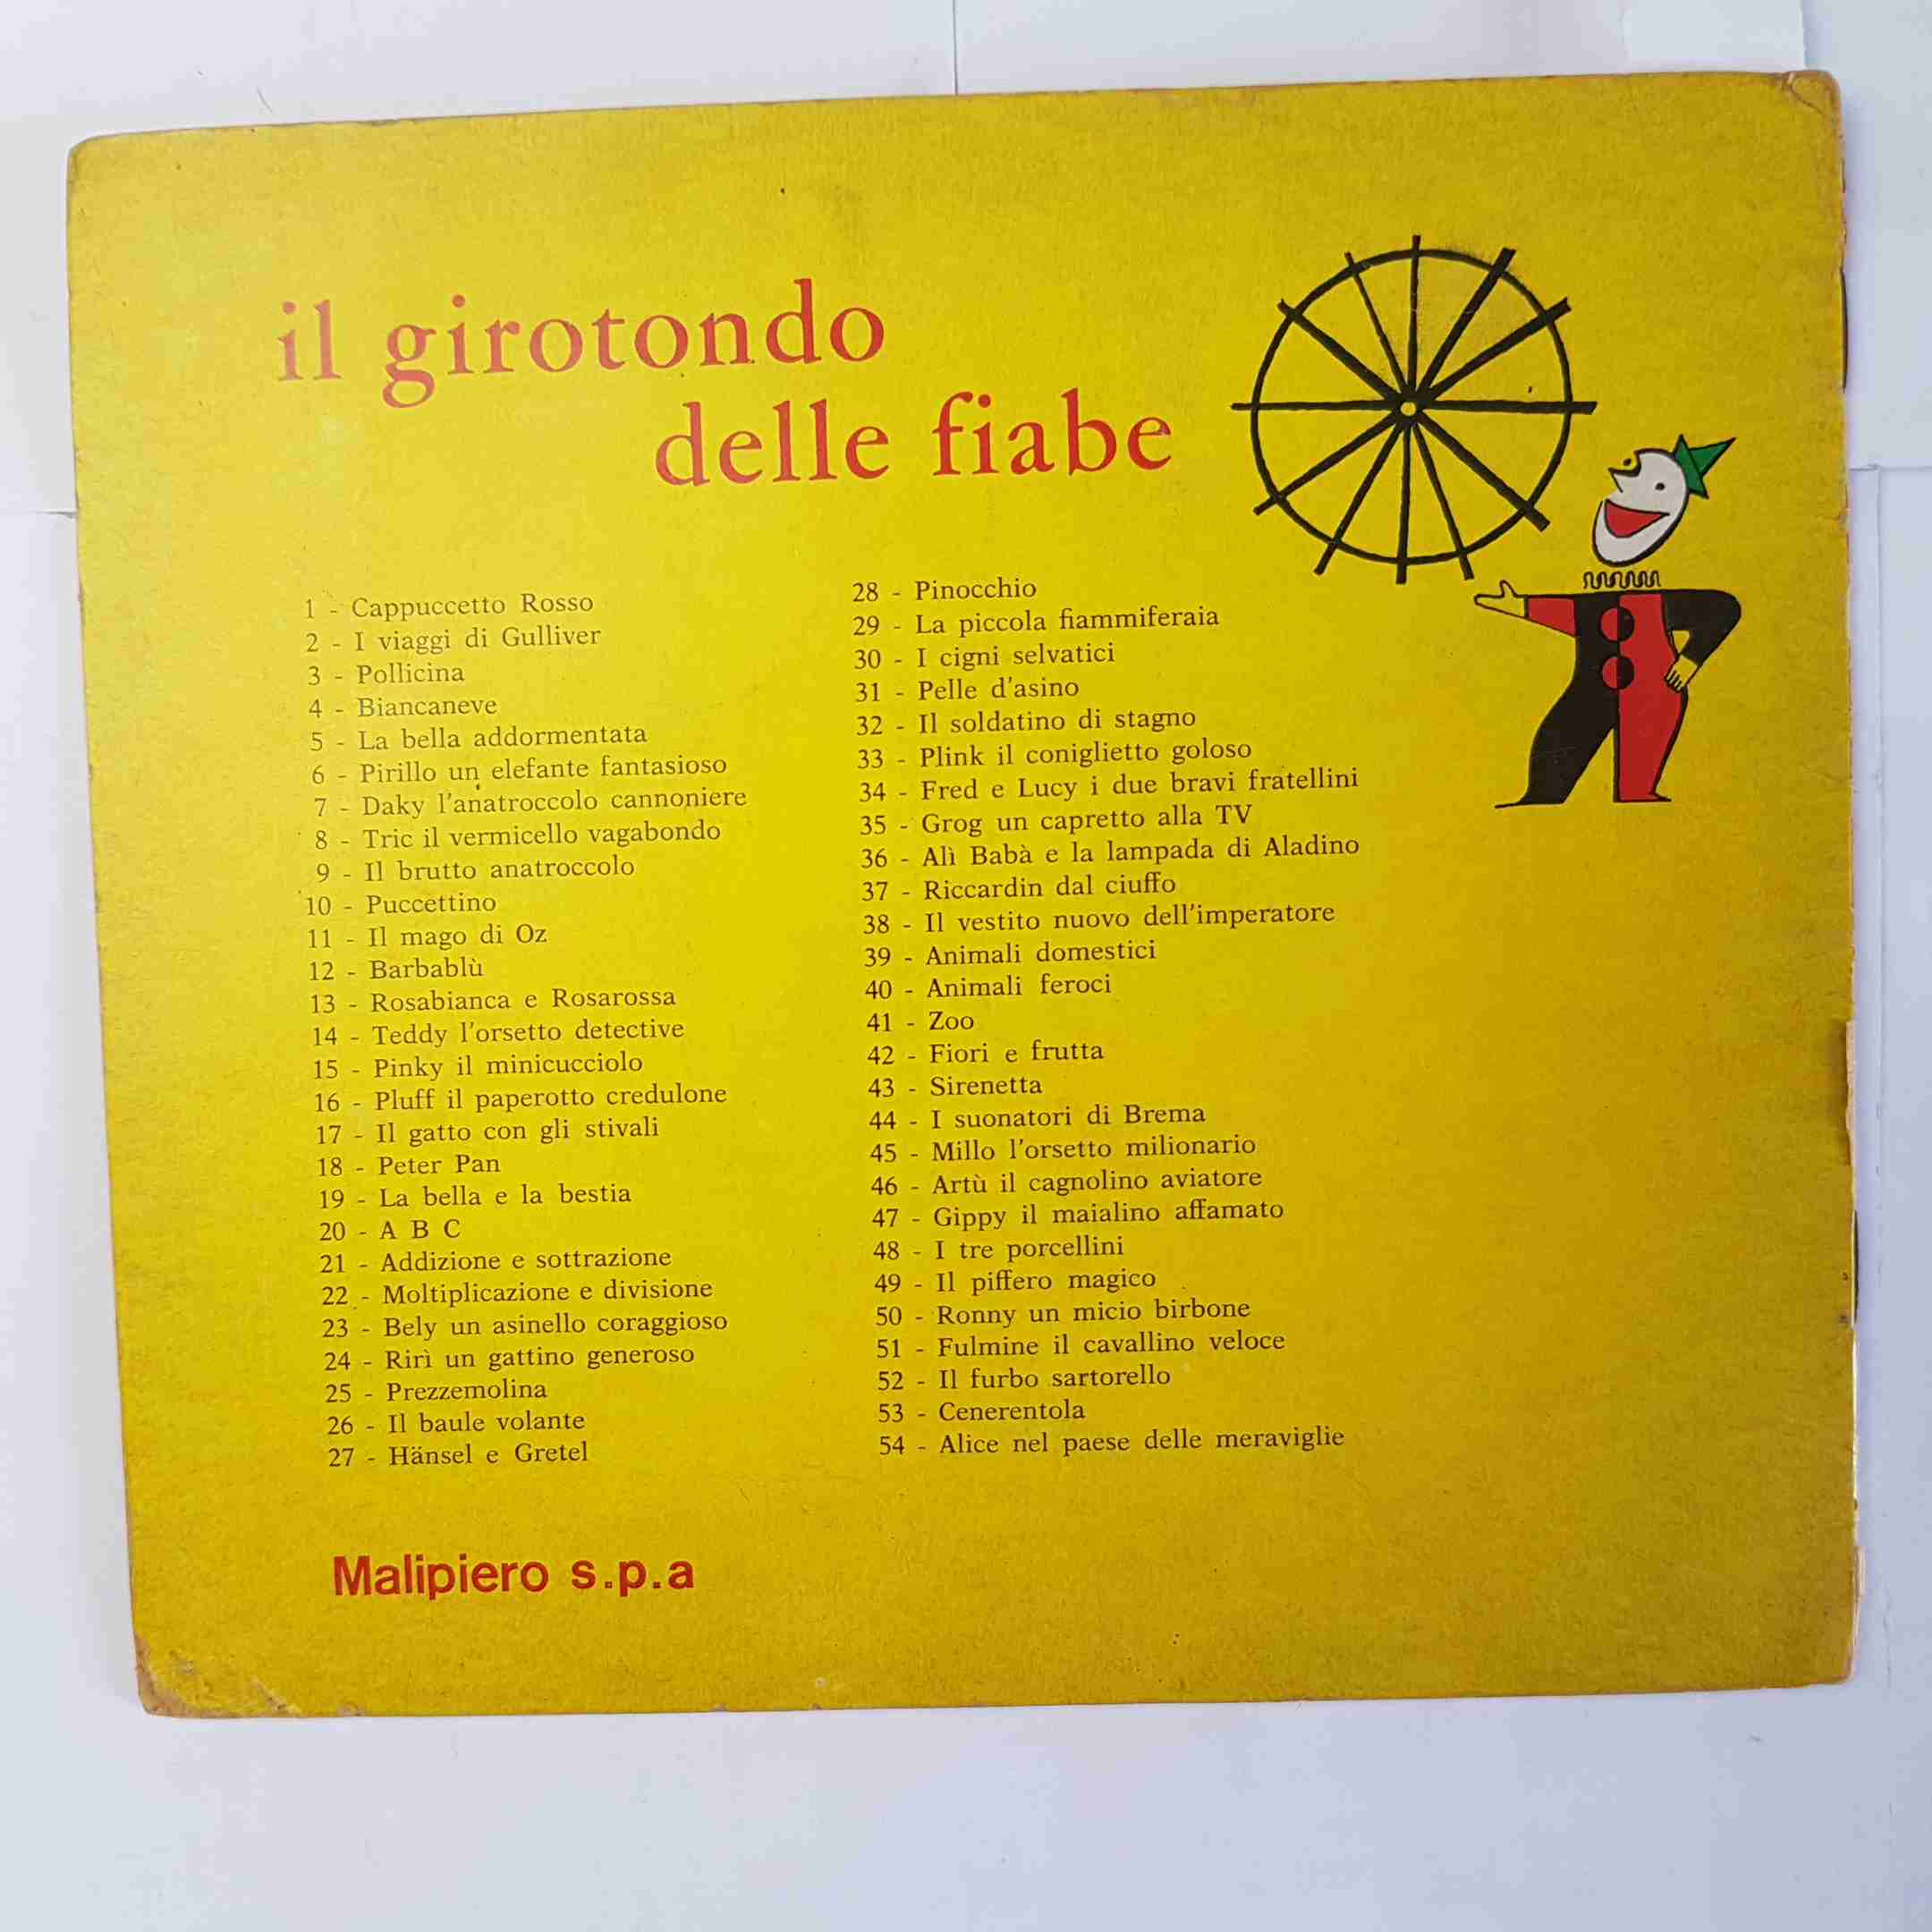 il girotondo
delle fiabe
1 - Cappuccetto Rosso
2 - I viaggi di Gulliver
3 - Pollicina
4 - Biancaneve
5 - La bella addormentata
6 - Pirillo un elefante fantasioso
7 - Daky l'anatroccolo cannoniere
8 - Tric il vermicello vagabondo
9 - Il brutto anatroccolo
10 - Puccettino
11 - Il mago di Oz
12 - Barbablù
13 - Rosabianca e Rosarossa
14 - Teddy l'orsetto detective
15 - Pinky il minicucciolo
16 - Pluff il paperotto credulone
17 - Il gatto con gli stivali
18 - Peter Pan
19 - La bella e la bestia
20 - A B C
21 - Addizione e sottrazione
22 - Moltiplicazione e divisione
23 - Bely un asinello coraggioso
24 - Rirì un gattino generoso
25 - Prezzemolina
26 - Il baule volante
27 - Hänsel e Gretel
28 - Pinocchio
29 - La piccola fiammiferaia
30 - I cigni selvatici
31 - Pelle d'asino
32 - Il soldatino di stagno
33 - Plink il coniglietto goloso
34 - Fred e Lucy i due bravi fratellini
35 - Grog un capretto alla TV
36 - Alì Babà e la lampada di Aladino
37 - Riccardin dal ciuffo
38 - Il vestito nuovo dell'imperatore
39 - Animali domestici
40 - Animali feroci
41 - Zoo
42 - Fiori e frutta
43 - Sirenetta
44 - I suonatori di Brema
45 - Millo l'orsetto milionario
46 - Artù il cagnolino aviatore
47 - Gippy il maialino affamato
48 - I tre porcellini
49 - Il piffero magico
50 - Ronny un micio birbone
51 - Fulmine il cavallino veloce
52 - Il furbo sartorello
53 - Cenerentola
54 - Alice nel paese delle meraviglie
Malipiero s.p.a